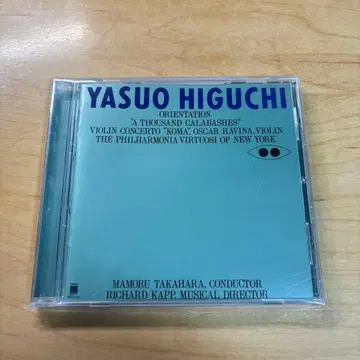 YASUO HIGUCHI
ORIENTATION
"A THOUSAND CALABASHES"
VIOLIN CONCERTO "KOMA", OSCAR RAVINA, VIOLIN
THE PHILHARMONIA VIRTUOSI OF NEW YORK
MAMORU TAKAHARA, CONDUCTOR
RICHARD KAPP, MUSICAL DIRECTOR